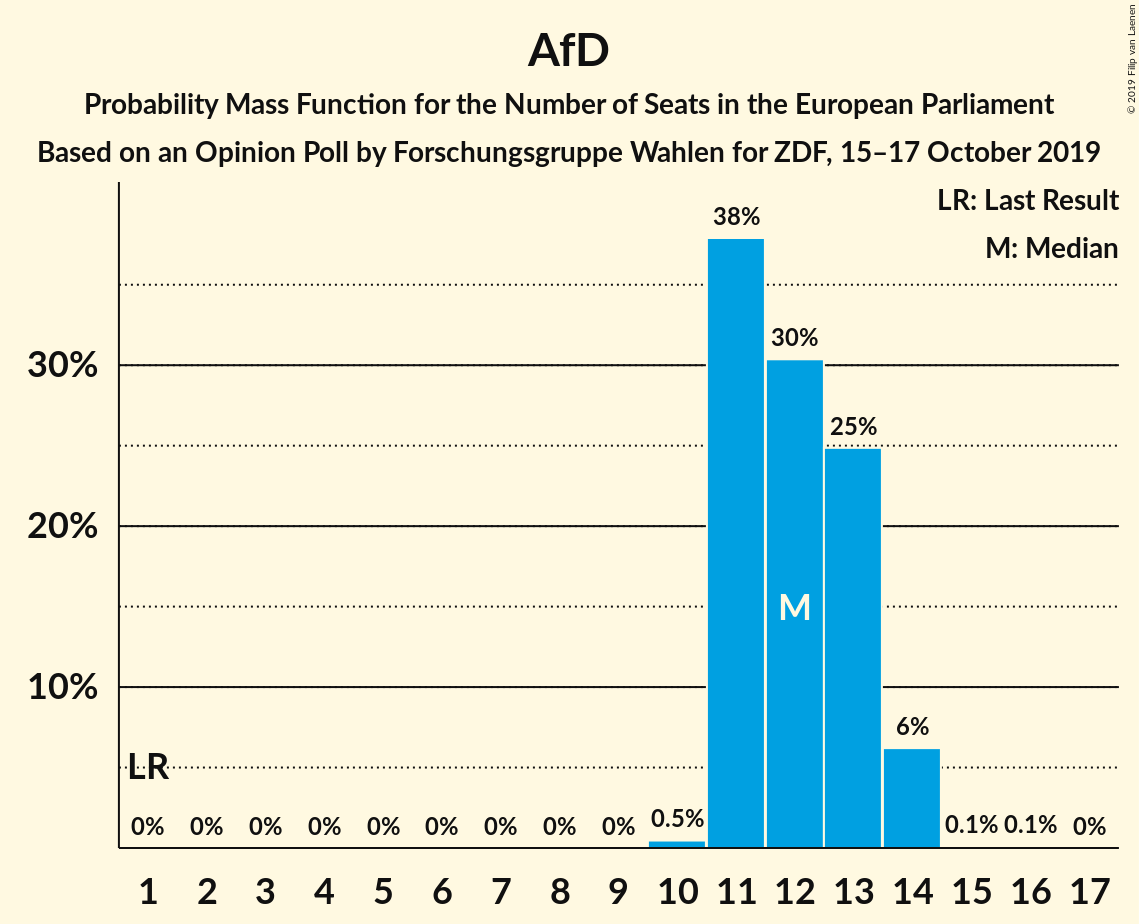 AfD
Probability Mass Function for the Number of Seats in the European Parliament
Based on an Opinion Poll by Forschungsgruppe Wahlen for ZDF, 15–17 October 2019
© 2019 Filip van Laenen
LR: Last Result
M: Median
38%
30%
30%
25%
20%
M
10%
6%
LR
0% 0% 0% 0% 0% 0% 0% 0% 0% 0.5% 0.1% 0.1% 0%
1 2 3 4 5 6 7 8 9 10 11 12 13 14 15 16 17